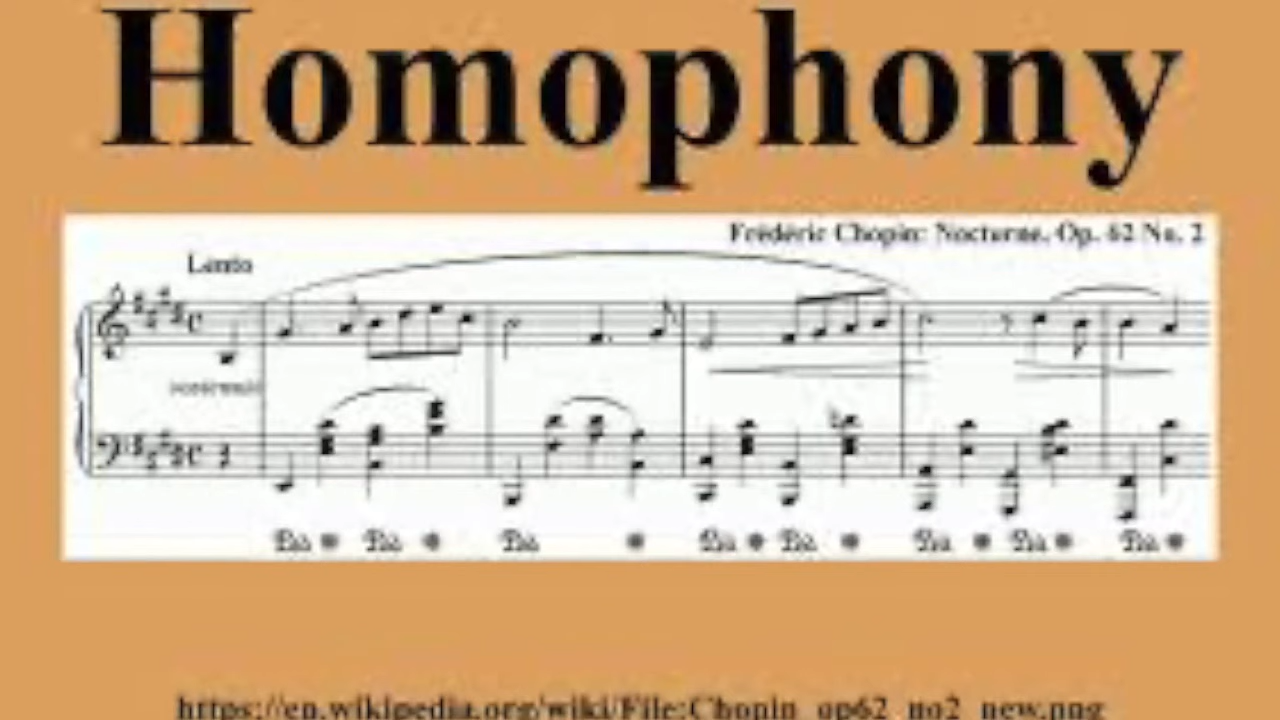 Homophony
Frédéric Chopin: Nocturne, Op. 62 No. 2
Lento
sostenuto
https://en.wikipedia.org/wiki/File:Chopin_op62_no2_new.png